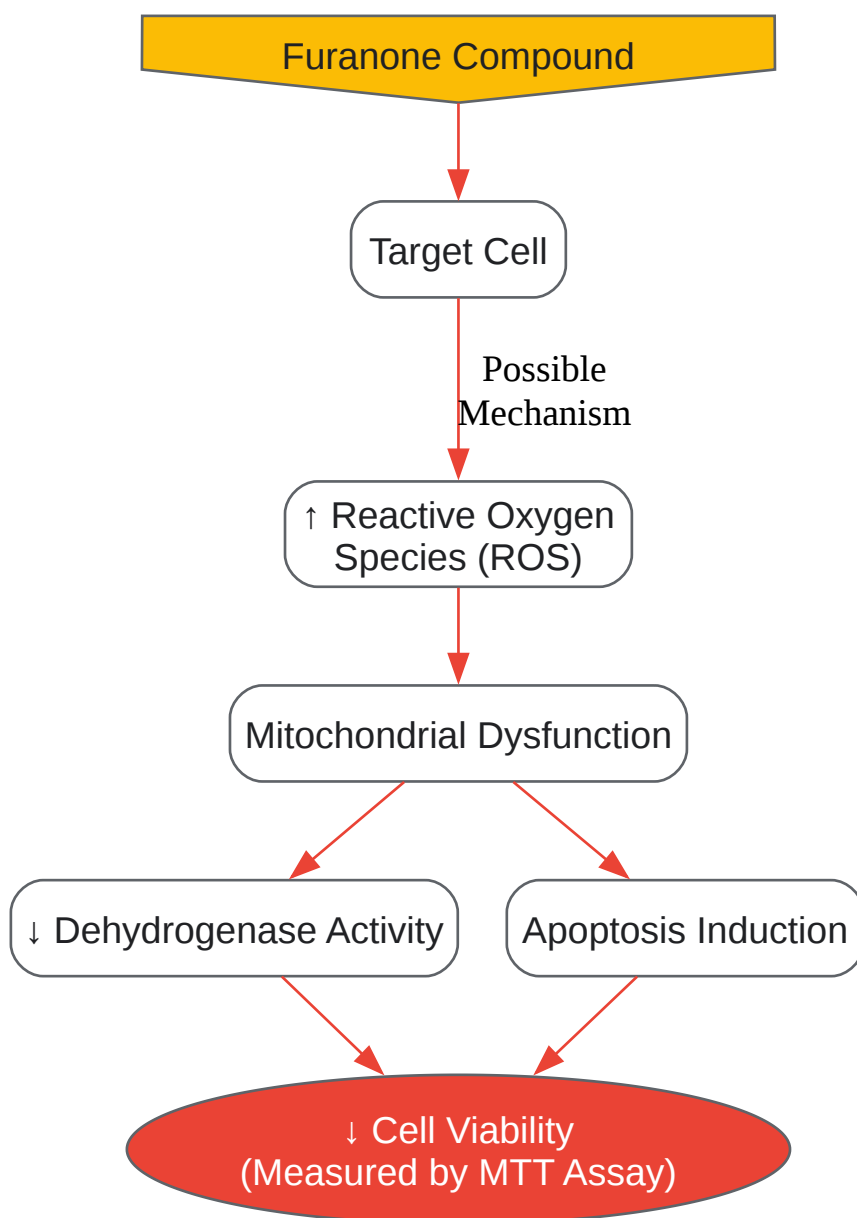 Furanone Compound
Target Cell
Possible
Mechanism
↑ Reactive Oxygen
Species (ROS)
Mitochondrial Dysfunction
↓ Dehydrogenase Activity
Apoptosis Induction
↓ Cell Viability
(Measured by MTT Assay)